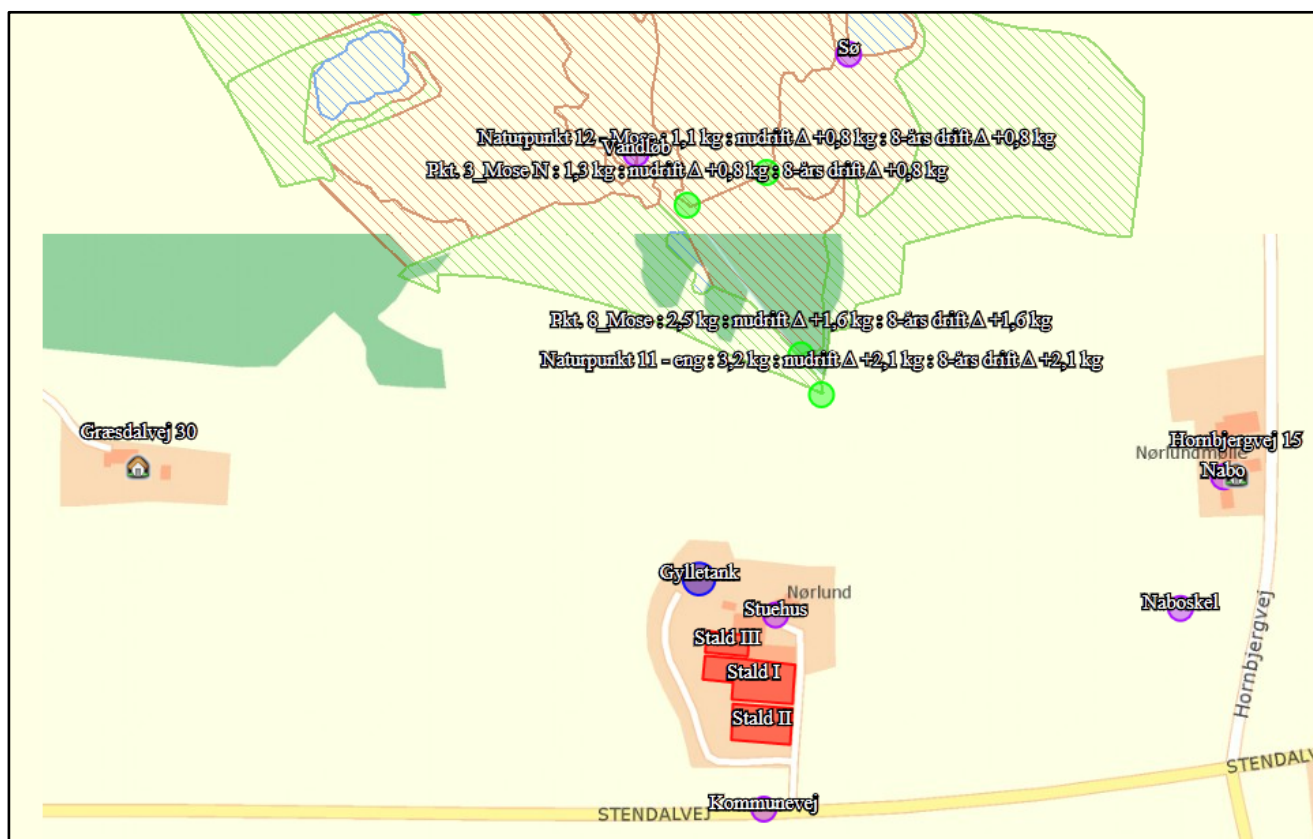 Sø
Naturpunkt 12 - Mose : 1,1 kg : nudrift Δ +0,8 kg : 8-års drift Δ +0,8 kg
Vandløb
Pkt. 3_Mose N : 1,3 kg : nudrift Δ +0,8 kg : 8-års drift Δ +0,8 kg
Pkt. 8_Mose : 2,5 kg : nudrift Δ +1,6 kg : 8-års drift Δ +1,6 kg
Naturpunkt 11 - eng : 3,2 kg : nudrift Δ +2,1 kg : 8-års drift Δ +2,1 kg
Græsdalvej 30
Hornbjergvej 15
Nørlundmølle
Nabo
Gylletank
Nørlund
Stuehus
Naboskel
Stald III
Stald I
Stald II
Hornbjergvej
STENDALV
Kommunevej
STENDALVEJ